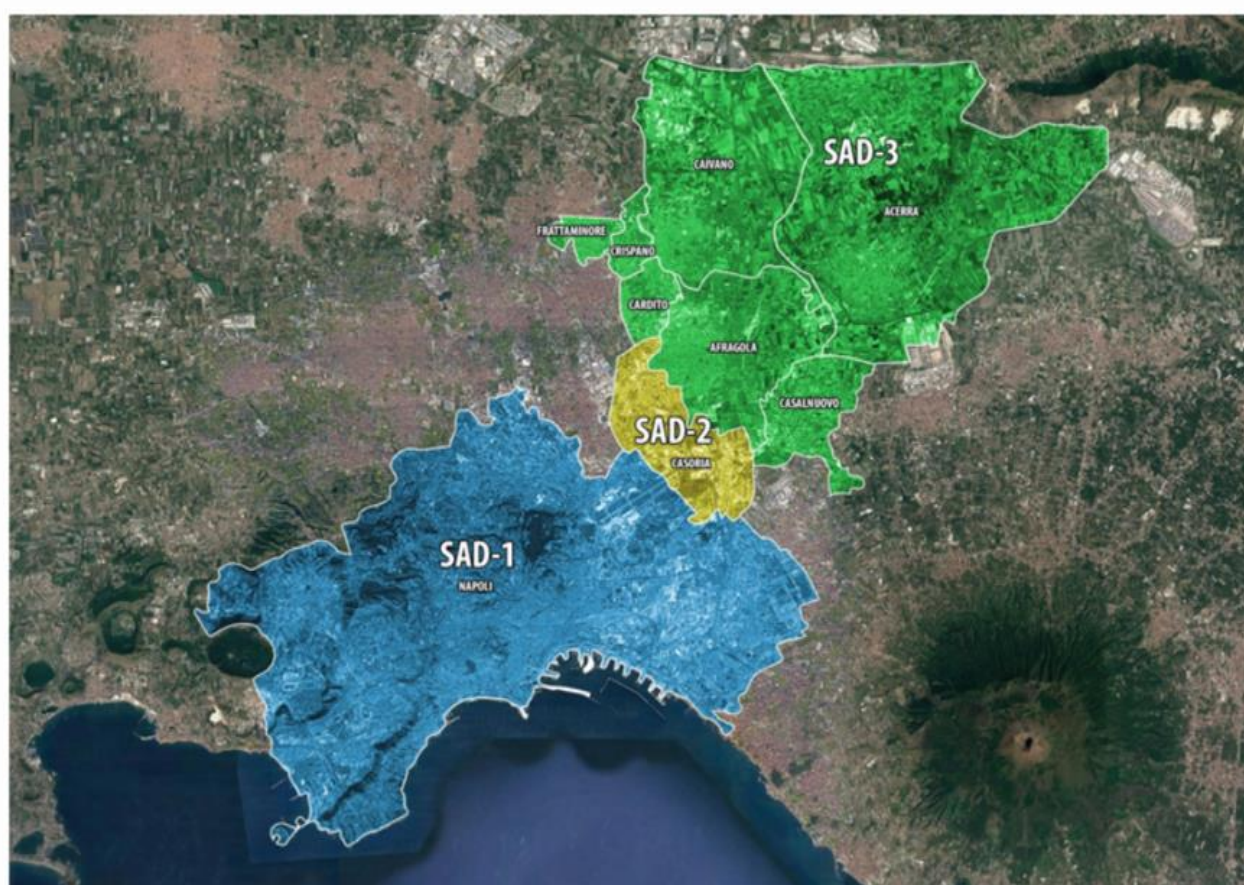 CAIVANO
SAD-3
ACERRA
FRATTAMINORE
CRISPANO
CARDITO
AFRAGOLA
CASALNUOVO
SAD-2
CASORIA
SAD-1
NAPOLI